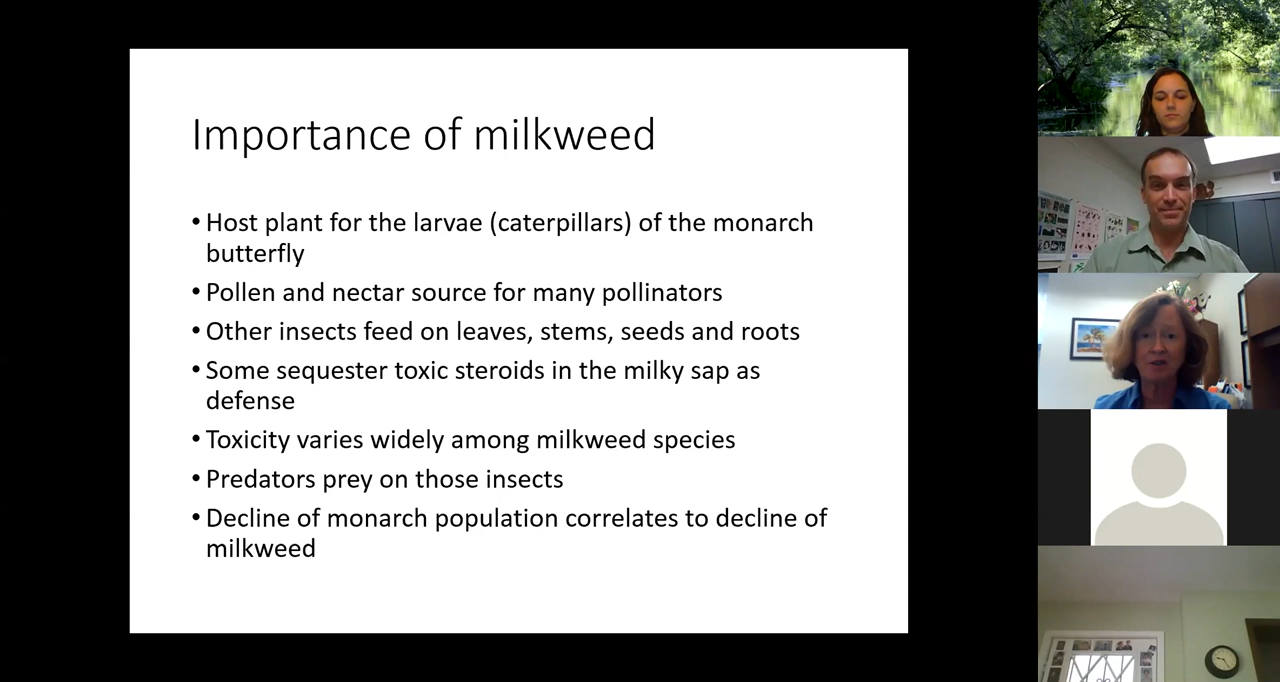 Importance of milkweed
• Host plant for the larvae (caterpillars) of the monarch
butterfly
• Pollen and nectar source for many pollinators
• Other insects feed on leaves, stems, seeds and roots
• Some sequester toxic steroids in the milky sap as
defense
• Toxicity varies widely among milkweed species
• Predators prey on those insects
• Decline of monarch population correlates to decline of
milkweed